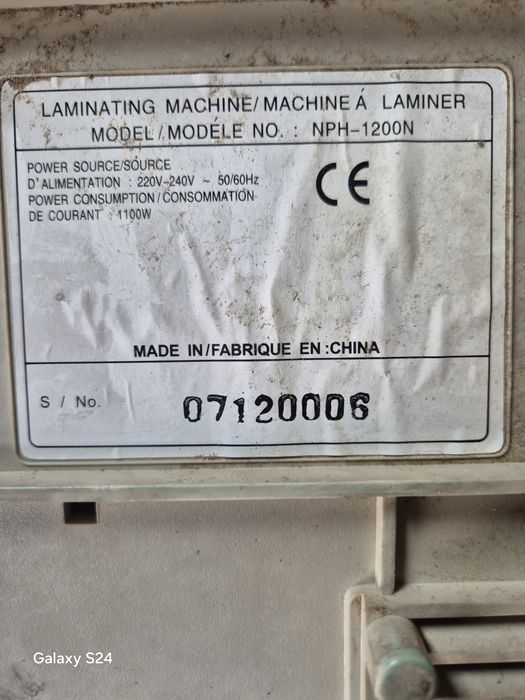 LAMINATING MACHINE/MACHINE Á LAMINER
MODEL/MODÉLE NO. : NPH-1200N
POWER SOURCE/SOURCE
D'ALIMENTATION : 220V-240V ~ 50/60Hz
POWER CONSUMPTION/CONSOMMATION
DE COURANT : 1100W
CE
MADE IN/FABRIQUE EN :CHINA
S / No. 07120006
Galaxy S24